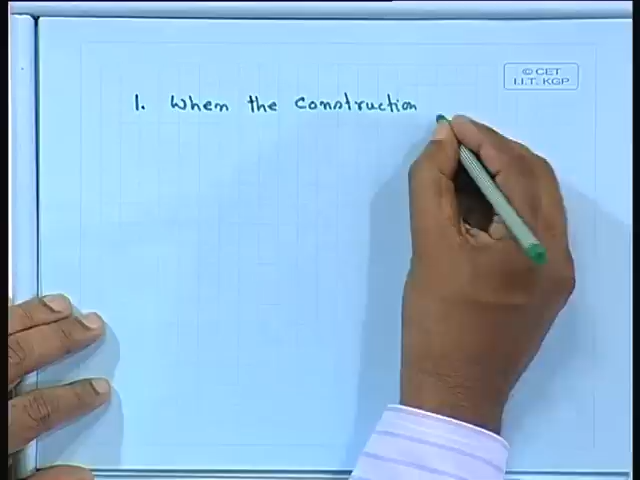 © CET
I.I.T. KGP
1. When the construction